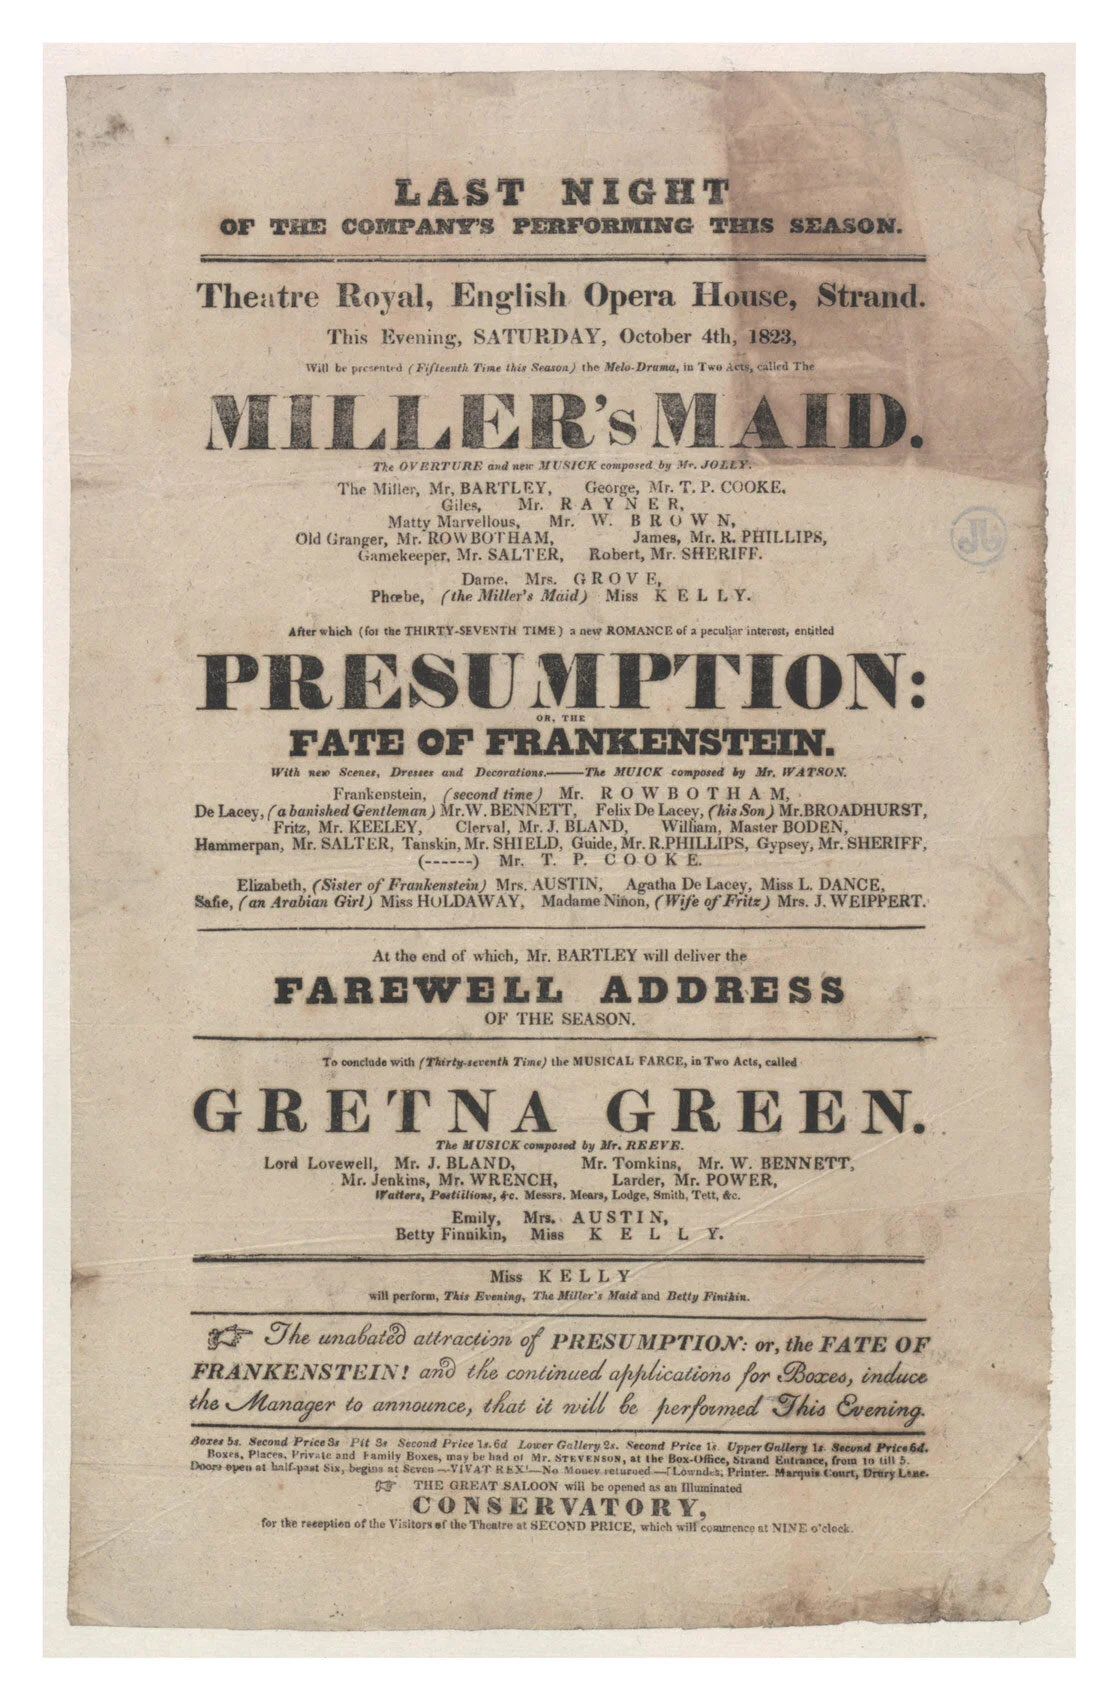 LAST NIGHT
OF THE COMPANY'S PERFORMING THIS SEASON.
Theatre Royal, English Opera House, Strand.
This Evening, SATURDAY, October 4th, 1823,
Will be presented (Fifteenth Time this Season) the Melo-Drama, in Two Acts, called The
MILLER's MAID.
The OVERTURE and new MUSICK composed by Mr. JOLLY.
The Miller, Mr, BARTLEY, George, Mr. T. P. COOKE,
Giles, Mr. RAYNER,
Matty Marvellous, Mr. W. BROWN,
Old Granger, Mr. ROWBOTHAM, James, Mr. R. PHILLIPS,
Gamekeeper, Mr. SALTER, Robert, Mr. SHERIFF.
Dame, Mrs. GROVE,
Phœbe, (the Miller's Maid) Miss KELLY.
After which (for the THIRTY-SEVENTH TIME) a new ROMANCE of a peculiar interest, entitled
PRESUMPTION:
OR, THE
FATE OF FRANKENSTEIN.
With new Scenes, Dresses and Decorations.——The MUICK composed by Mr. WATSON.
Frankenstein, (second time) Mr. ROWBOTHAM,
De Lacey, (a banished Gentleman) Mr. W. BENNETT, Felix De Lacey, (his Son) Mr. BROADHURST,
Fritz, Mr. KEELEY, Clerval, Mr. J. BLAND, William, Master BODEN,
Hammerpan, Mr. SALTER, Tanskin, Mr. SHIELD, Guide, Mr. R. PHILLIPS, Gypsey, Mr. SHERIFF,
(------) Mr. T. P. COOKE.
Elizabeth, (Sister of Frankenstein) Mrs. AUSTIN, Agatha De Lacey, Miss L. DANCE,
Safie, (an Arabian Girl) Miss HOLDAWAY, Madame Ninon, (Wife of Fritz) Mrs. J. WEIPPERT.
At the end of which, Mr. BARTLEY will deliver the
FAREWELL ADDRESS
OF THE SEASON.
To conclude with (Thirty-seventh Time) the MUSICAL FARCE, in Two Acts, called
GRETNA GREEN.
The MUSICK composed by Mr. REEVE.
Lord Lovewell, Mr. J. BLAND, Mr. Tomkins, Mr. W. BENNETT,
Mr. Jenkins, Mr. WRENCH, Larder, Mr. POWER,
Waiters, Postillions, &c. Messrs. Mears, Lodge, Smith, Tett, &c.
Emily, Mrs. AUSTIN,
Betty Finnikin, Miss KELLY.
Miss KELLY
will perform, This Evening, The Miller's Maid and Betty Finikin.
☞ The unabated attraction of PRESUMPTION: or, the FATE OF
FRANKENSTEIN! and the continued applications for Boxes, induce
the Manager to announce, that it will be performed This Evening.
Boxes 5s. Second Price 3s Pit 3s Second Price 1s. 6d Lower Gallery 2s. Second Price 1s. Upper Gallery 1s Second Price 6d.
Boxes, Places, Private and Family Boxes, may be had of Mr. STEVENSON, at the Box-Office, Strand Entrance, from 10 till 5.
Doors open at half-past Six, begins at Seven—VIVAT REX!—No Money returned—[Lowndes, Printer. Marquis Court, Drury Lane.
☞ THE GREAT SALOON will be opened as an Illuminated
CONSERVATORY,
for the reception of the Visitors of the Theatre at SECOND PRICE, which will commence at NINE o'clock.